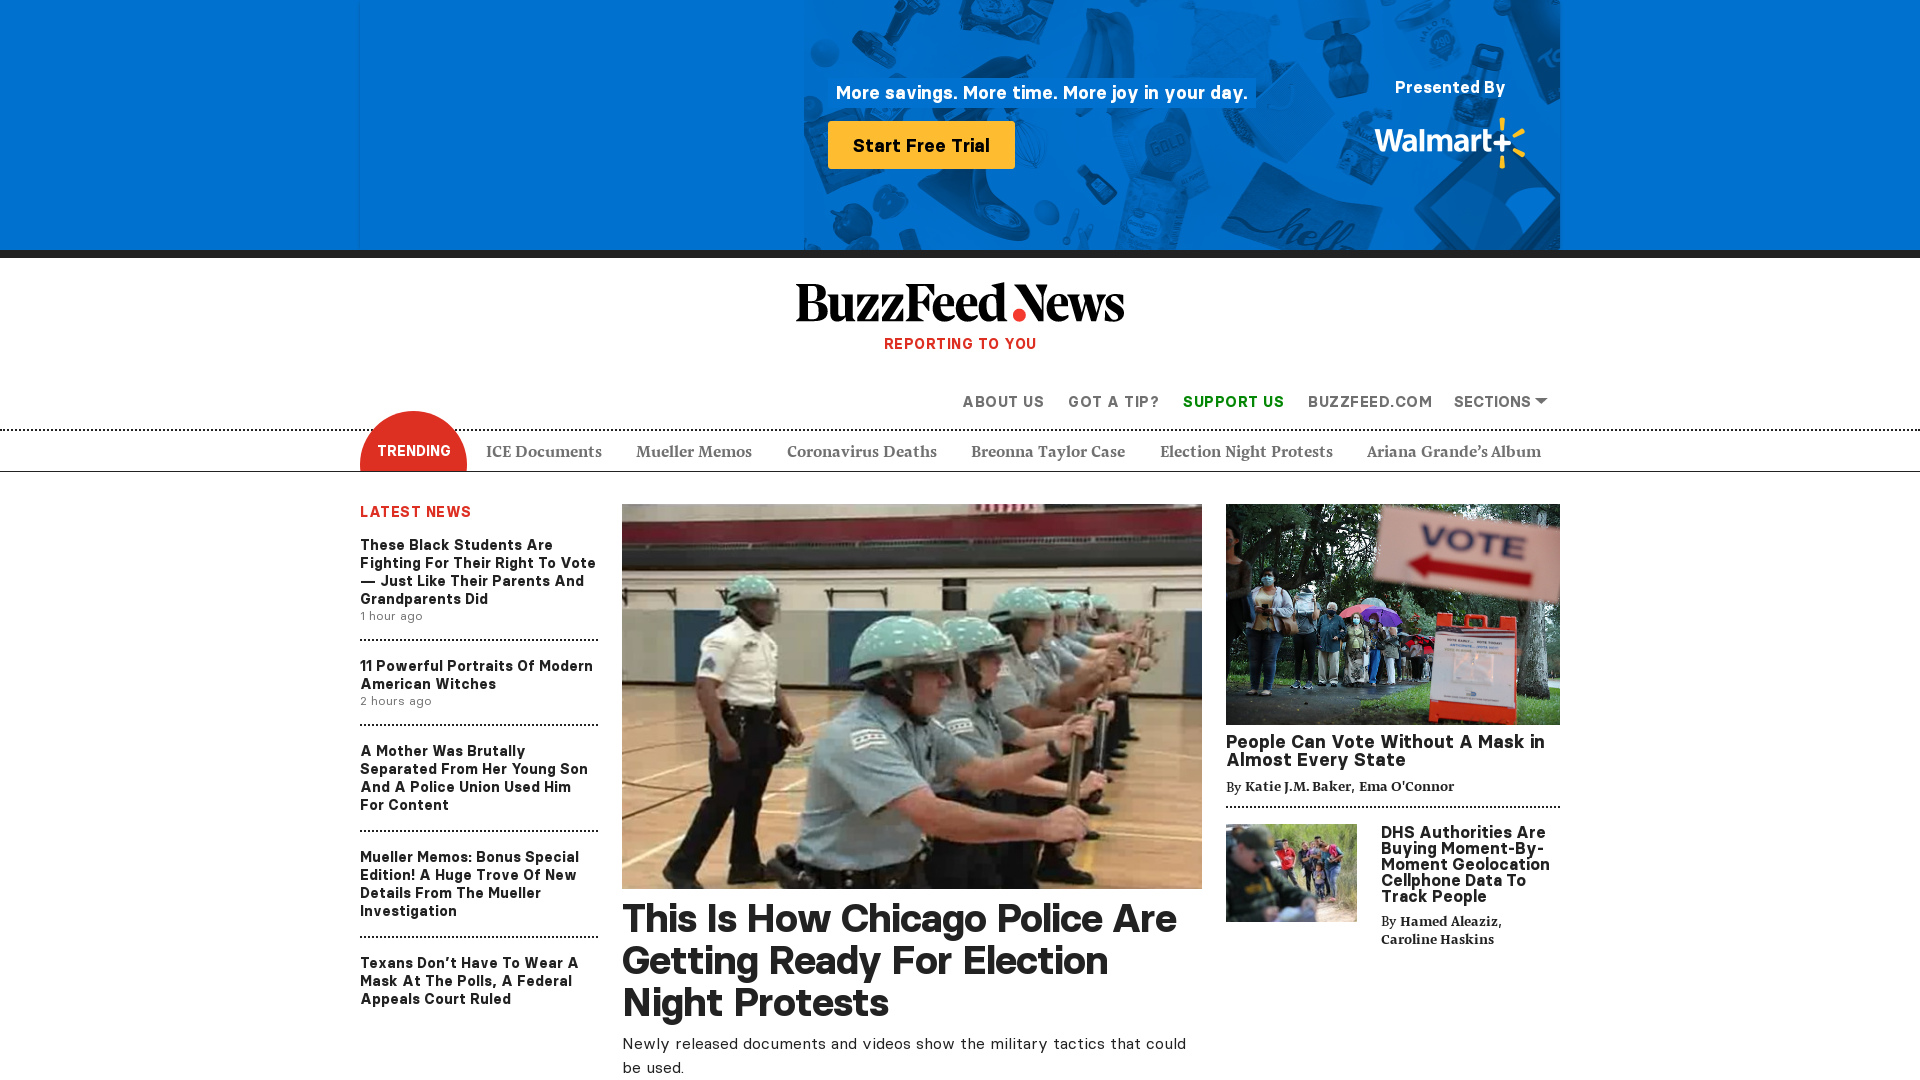 More savings. More time. More joy in your day.
Start Free Trial
Presented By
Walmart+
BuzzFeed News
REPORTING TO YOU
ABOUT US
GOT A TIP?
SUPPORT US
BUZZFEED.COM
SECTIONS
TRENDING
ICE Documents
Mueller Memos
Coronavirus Deaths
Breonna Taylor Case
Election Night Protests
Ariana Grande’s Album
LATEST NEWS
These Black Students Are
Fighting For Their Right To Vote
— Just Like Their Parents And
Grandparents Did
1 hour ago
11 Powerful Portraits Of Modern
American Witches
2 hours ago
A Mother Was Brutally
Separated From Her Young Son
And A Police Union Used Him
For Content
Mueller Memos: Bonus Special
Edition! A Huge Trove Of New
Details From The Mueller
Investigation
Texans Don’t Have To Wear A
Mask At The Polls, A Federal
Appeals Court Ruled
This Is How Chicago Police Are
Getting Ready For Election
Night Protests
Newly released documents and videos show the military tactics that could
be used.
VOTE
People Can Vote Without A Mask in
Almost Every State
By Katie J.M. Baker, Ema O'Connor
DHS Authorities Are
Buying Moment-By-
Moment Geolocation
Cellphone Data To
Track People
By Hamed Aleaziz,
Caroline Haskins